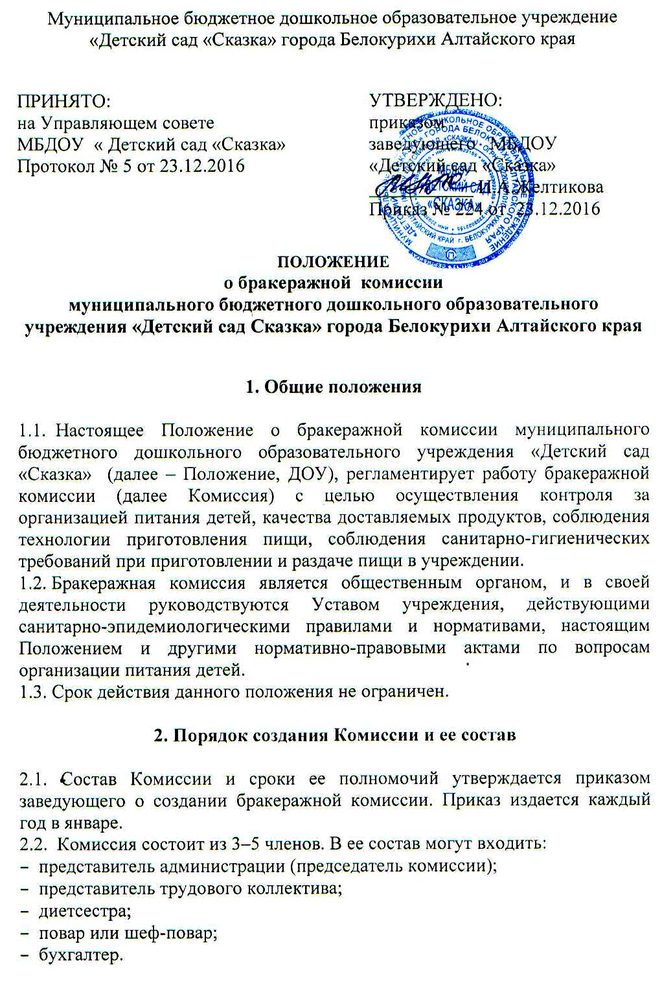 Муниципальное бюджетное дошкольное образовательное учреждение
«Детский сад «Сказка» города Белокурихи Алтайского края
ПРИНЯТО:
на Управляющем совете
МБДОУ « Детский сад «Сказка»
Протокол № 5 от 23.12.2016
УТВЕРЖДЕНО:
приказом
заведующего МБДОУ
«Детский сад «Сказка»
И.А.Желтикова
Приказ № 224 от 23.12.2016
МБДОУ
ДЕТСКИЙ САД
«СКАЗКА»
ПОЛОЖЕНИЕ
о бракеражной комиссии
муниципального бюджетного дошкольного образовательного
учреждения «Детский сад Сказка» города Белокурихи Алтайского края
1. Общие положения
1.1. Настоящее Положение о бракеражной комиссии муниципального
бюджетного дошкольного образовательного учреждения «Детский сад
«Сказка» (далее – Положение, ДОУ), регламентирует работу бракеражной
комиссии (далее Комиссия) с целью осуществления контроля за
организацией питания детей, качества доставляемых продуктов, соблюдения
технологии приготовления пищи, соблюдения санитарно-гигиенических
требований при приготовлении и раздаче пищи в учреждении.
1.2. Бракеражная комиссия является общественным органом, и в своей
деятельности руководствуются Уставом учреждения, действующими
санитарно-эпидемиологическими правилами и нормативами, настоящим
Положением и другими нормативно-правовыми актами по вопросам
организации питания детей.
1.3. Срок действия данного положения не ограничен.
2. Порядок создания Комиссии и ее состав
2.1. Состав Комиссии и сроки ее полномочий утверждается приказом
заведующего о создании бракеражной комиссии. Приказ издается каждый
год в январе.
2.2. Комиссия состоит из 3–5 членов. В ее состав могут входить:
– представитель администрации (председатель комиссии);
– представитель трудового коллектива;
– диетсестра;
– повар или шеф-повар;
– бухгалтер.